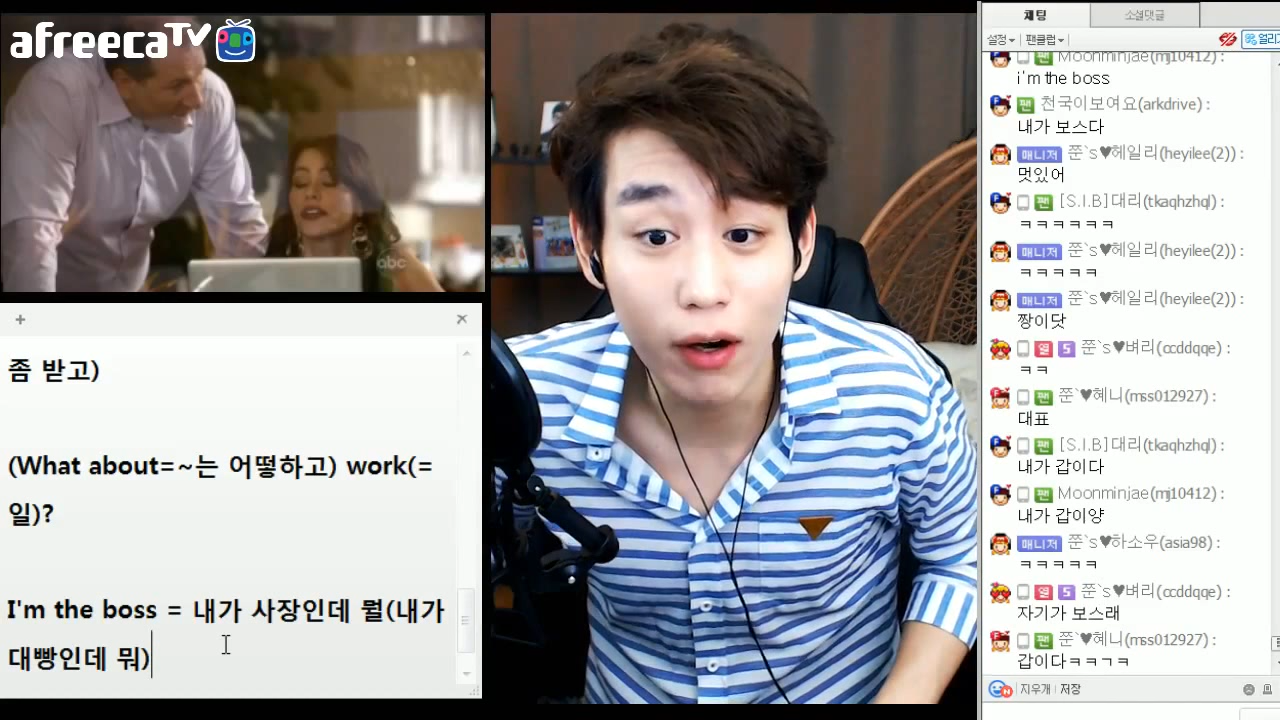 afreecaTV
abc
좀 받고)
(What about=~는 어떻하고) work(=
일)?
I'm the boss = 내가 사장인데 뭘(내가
대빵인데 뭐)
채팅
소셜댓글
설정
팬클럽
얼리기
Moonminjae(mj10412) :
i'm the boss
팬 천국이보여요(arkdrive) :
내가 보스다
매니저 쭌`s♥헤일리(heyilee(2)) :
멋있어
팬 [S.I.B]대리(tkaqhzhql) :
ㅋㅋㅋㅋㅋㅋ
매니저 쭌`s♥헤일리(heyilee(2)) :
ㅋㅋㅋㅋㅋ
매니저 쭌`s♥헤일리(heyilee(2)) :
짱이닷
열 S 쭌`s♥벼리(ccddqqe) :
ㅋㅋ
팬 쭌`♥혜니(mss012927) :
대표
팬 [S.I.B]대리(tkaqhzhql) :
내가 갑이다
팬 Moonminjae(mj10412) :
내가 갑이양
매니저 쭌`s♥하소우(asia98) :
ㅋㅋㅋㅋㅋ
열 S 쭌`s♥벼리(ccddqqe) :
자기가 보스래
팬 쭌`♥혜니(mss012927) :
갑이다ㅋㅋㄱㅋ
지우개
저장